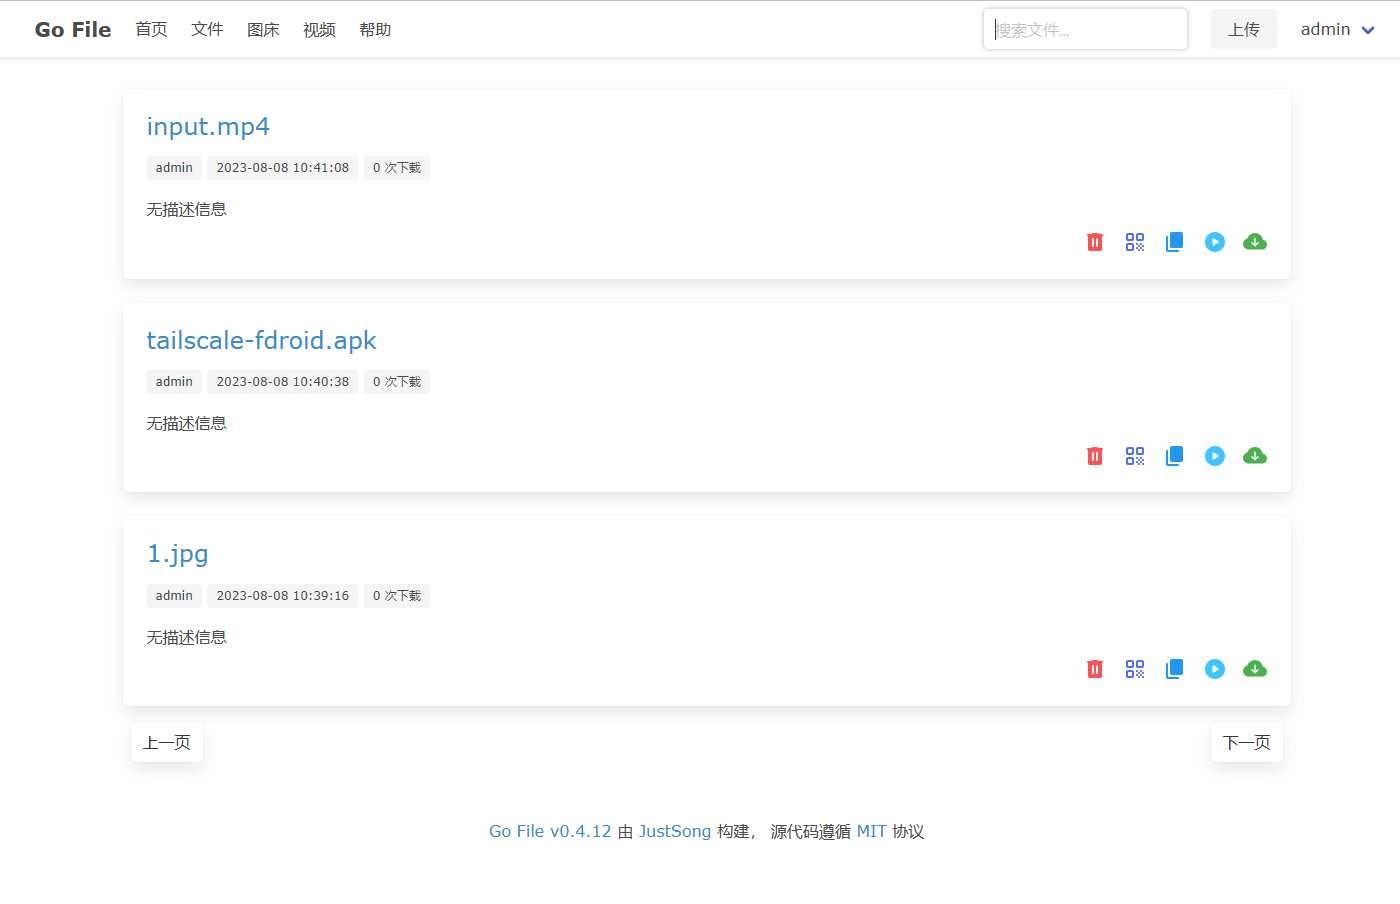 Go File 首页 文件 图床 视频 帮助 搜索文件... 上传 admin
input.mp4
admin 2023-08-08 10:41:08 0 次下载
无描述信息
tailscale-fdroid.apk
admin 2023-08-08 10:40:38 0 次下载
无描述信息
1.jpg
admin 2023-08-08 10:39:16 0 次下载
无描述信息
上一页 下一页
Go File v0.4.12 由 JustSong 构建， 源代码遵循 MIT 协议